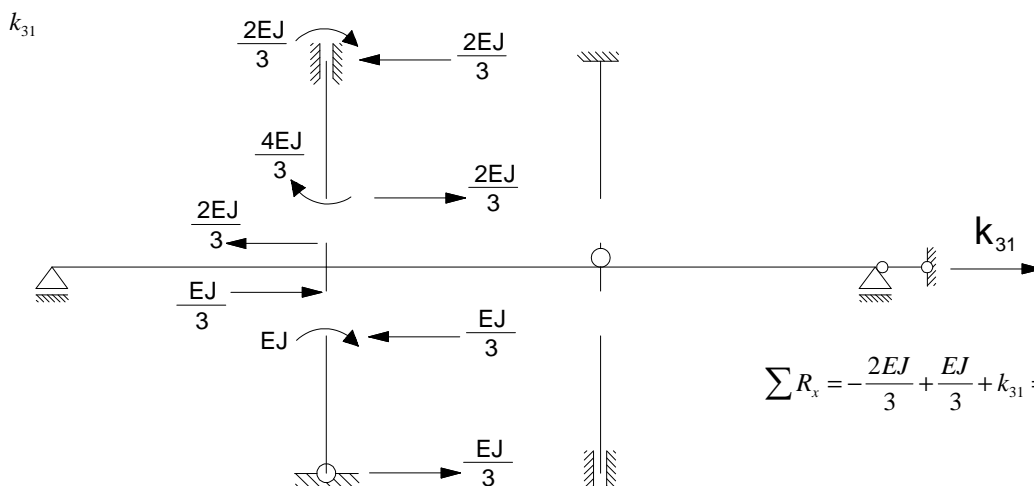 k₃₁
2EJ/3
2EJ/3
4EJ/3
2EJ/3
2EJ/3
k₃₁
EJ/3
EJ
EJ/3
∑ Rₓ = −2EJ/3 + EJ/3 + k₃₁ =
EJ/3